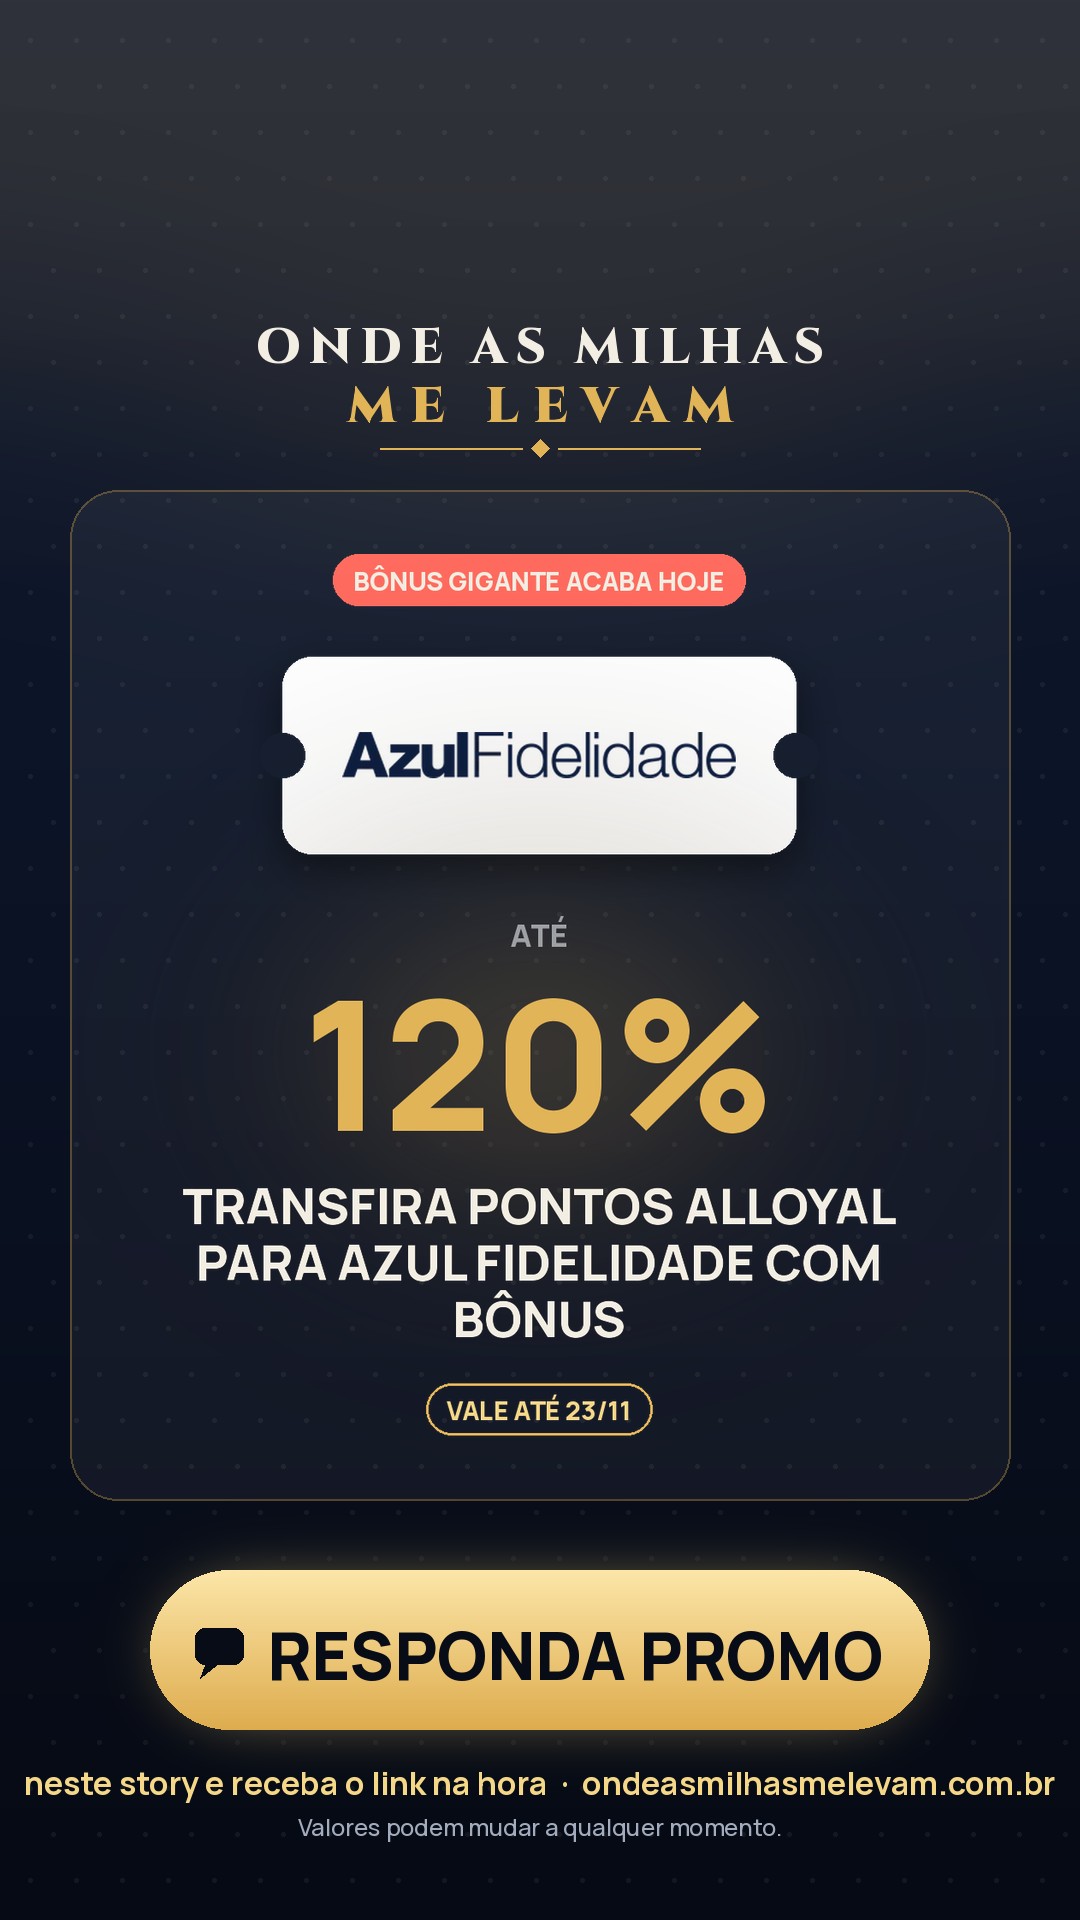 ONDE AS MILHAS
ME LEVAM
BÔNUS GIGANTE ACABA HOJE
AzulFidelidade
ATÉ
120%
TRANSFIRA PONTOS ALLOYAL
PARA AZUL FIDELIDADE COM
BÔNUS
VALE ATÉ 23/11
RESPONDA PROMO
neste story e receba o link na hora · ondeasmilhasmelevam.com.br
Valores podem mudar a qualquer momento.